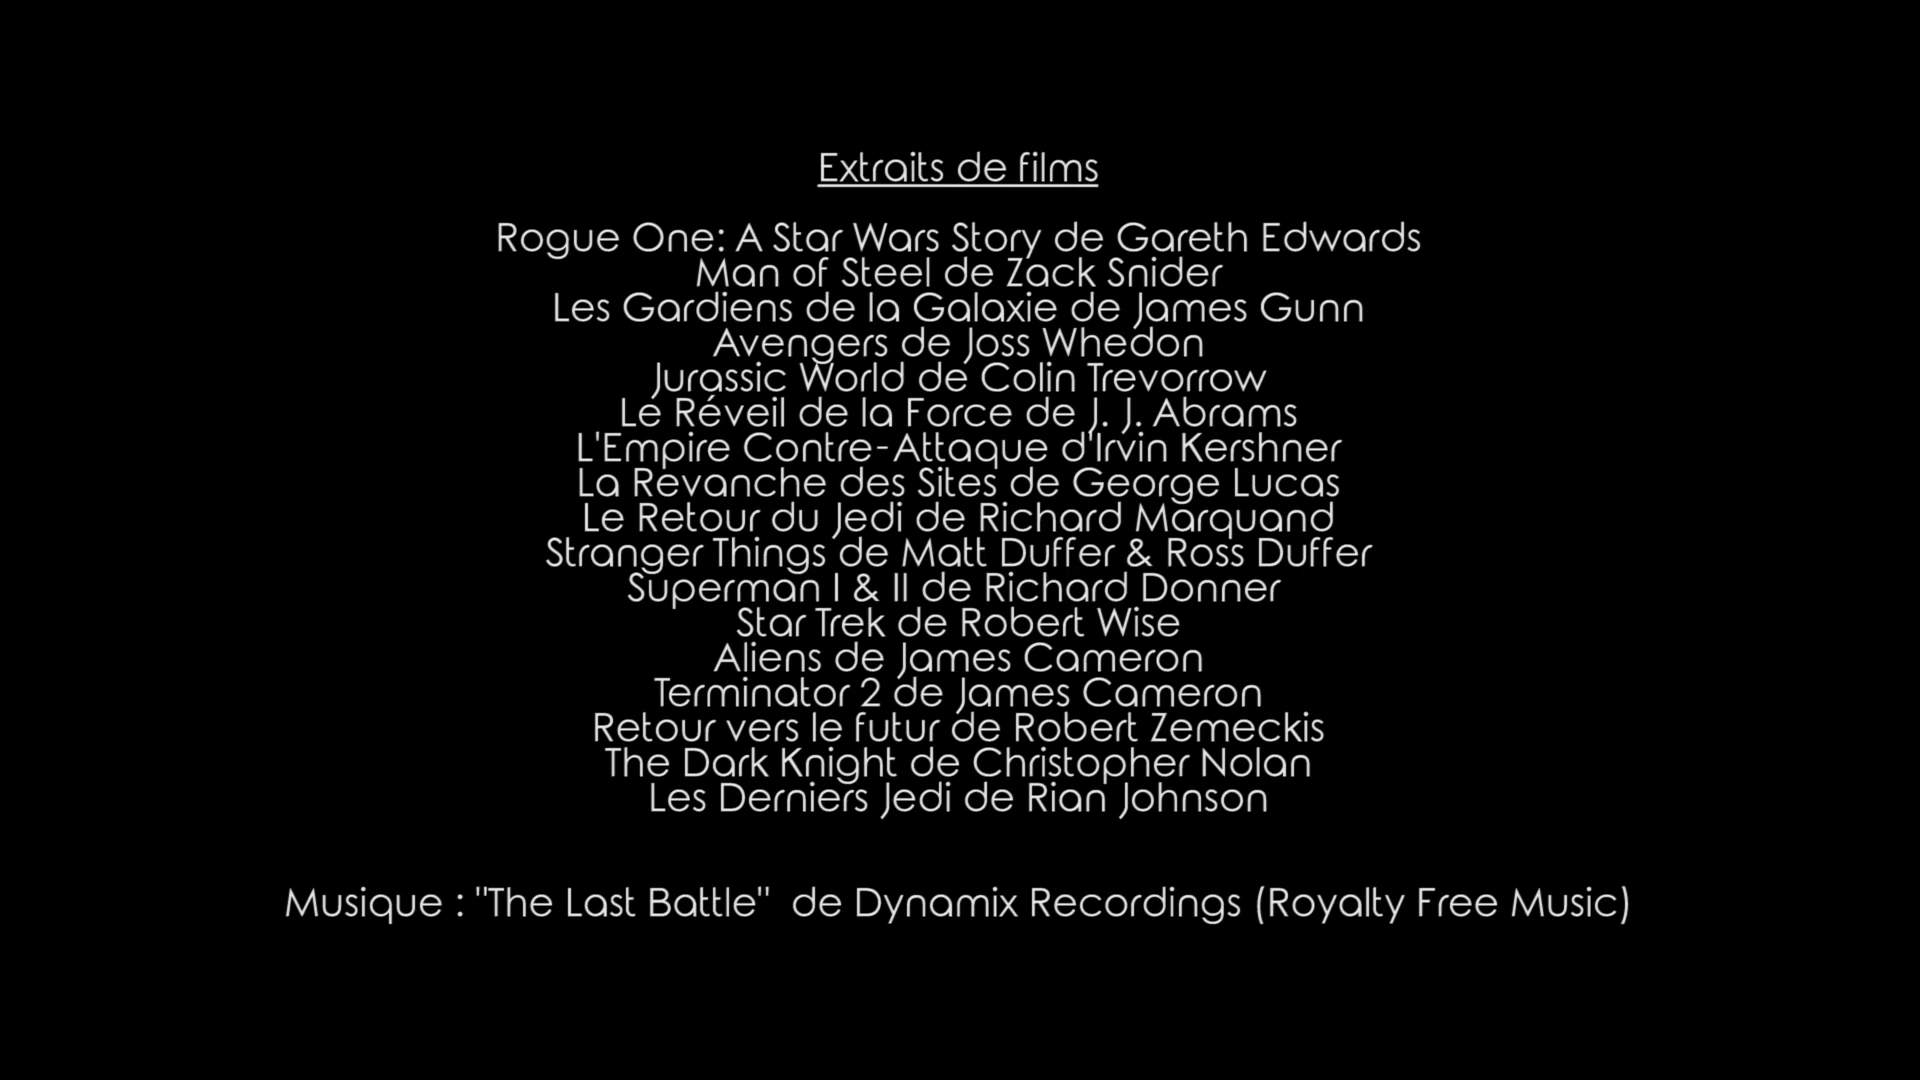 Extraits de films
Rogue One: A Star Wars Story de Gareth Edwards
Man of Steel de Zack Snider
Les Gardiens de la Galaxie de James Gunn
Avengers de Joss Whedon
Jurassic World de Colin Trevorrow
Le Réveil de la Force de J. J. Abrams
L'Empire Contre-Attaque d'Irvin Kershner
La Revanche des Sites de George Lucas
Le Retour du Jedi de Richard Marquand
Stranger Things de Matt Duffer & Ross Duffer
Superman I & II de Richard Donner
Star Trek de Robert Wise
Aliens de James Cameron
Terminator 2 de James Cameron
Retour vers le futur de Robert Zemeckis
The Dark Knight de Christopher Nolan
Les Derniers Jedi de Rian Johnson
Musique : "The Last Battle"  de Dynamix Recordings (Royalty Free Music)